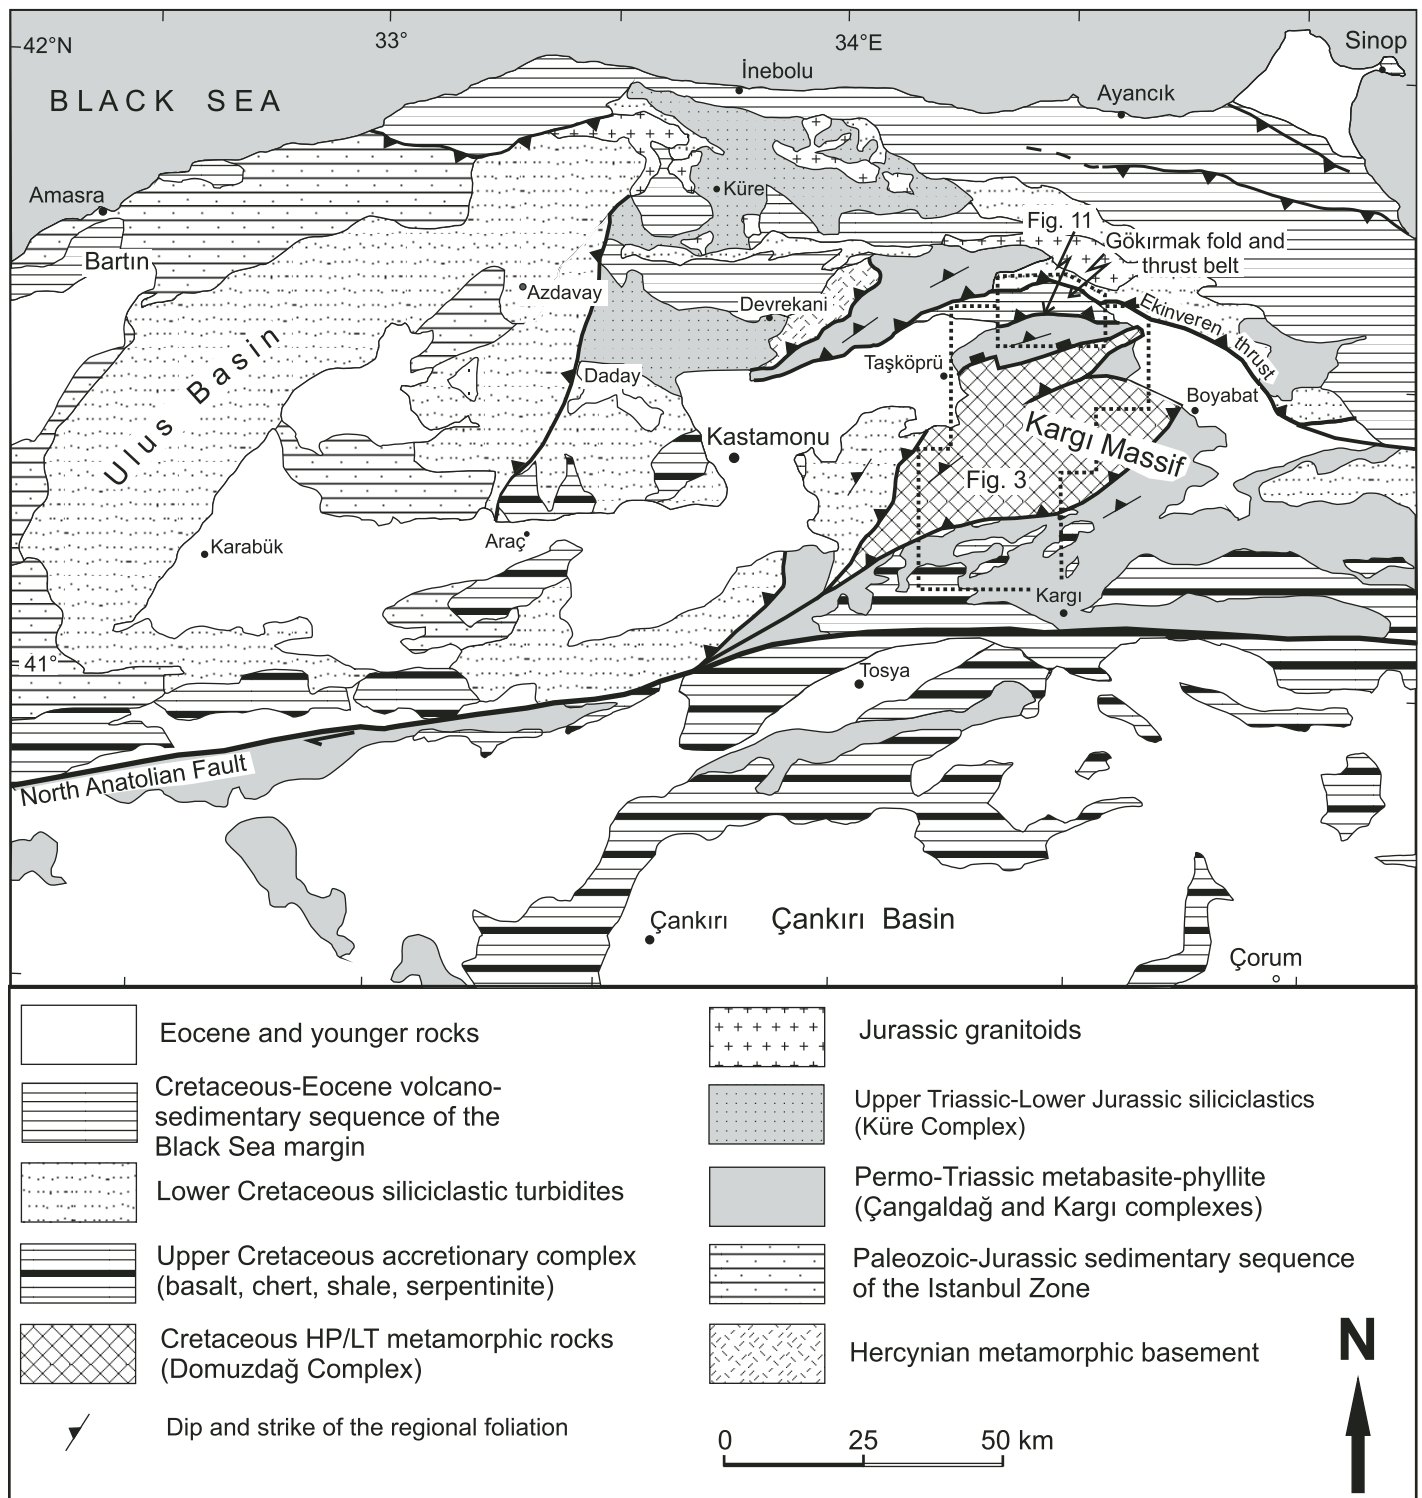 42°N
33°
34°E
Sinop
BLACK SEA
İnebolu
Ayancık
Amasra
Küre
Fig. 11
Gökırmak fold and
thrust belt
Bartın
Azdavay
Devrekani
Ekinveren thrust
Ulus Basin
Taşköprü
Daday
Boyabat
Kastamonu
Kargı Massif
Fig. 3
Karabük
Araç
Kargı
41°
Tosya
North Anatolian Fault
Çankırı
Çankırı Basin
Çorum
Eocene and younger rocks
Cretaceous-Eocene volcano-
sedimentary sequence of the
Black Sea margin
Lower Cretaceous siliciclastic turbidites
Upper Cretaceous accretionary complex
(basalt, chert, shale, serpentinite)
Cretaceous HP/LT metamorphic rocks
(Domuzdağ Complex)
Dip and strike of the regional foliation
Jurassic granitoids
Upper Triassic-Lower Jurassic siliciclastics
(Küre Complex)
Permo-Triassic metabasite-phyllite
(Çangaldağ and Kargı complexes)
Paleozoic-Jurassic sedimentary sequence
of the Istanbul Zone
Hercynian metamorphic basement
N
0 25 50 km